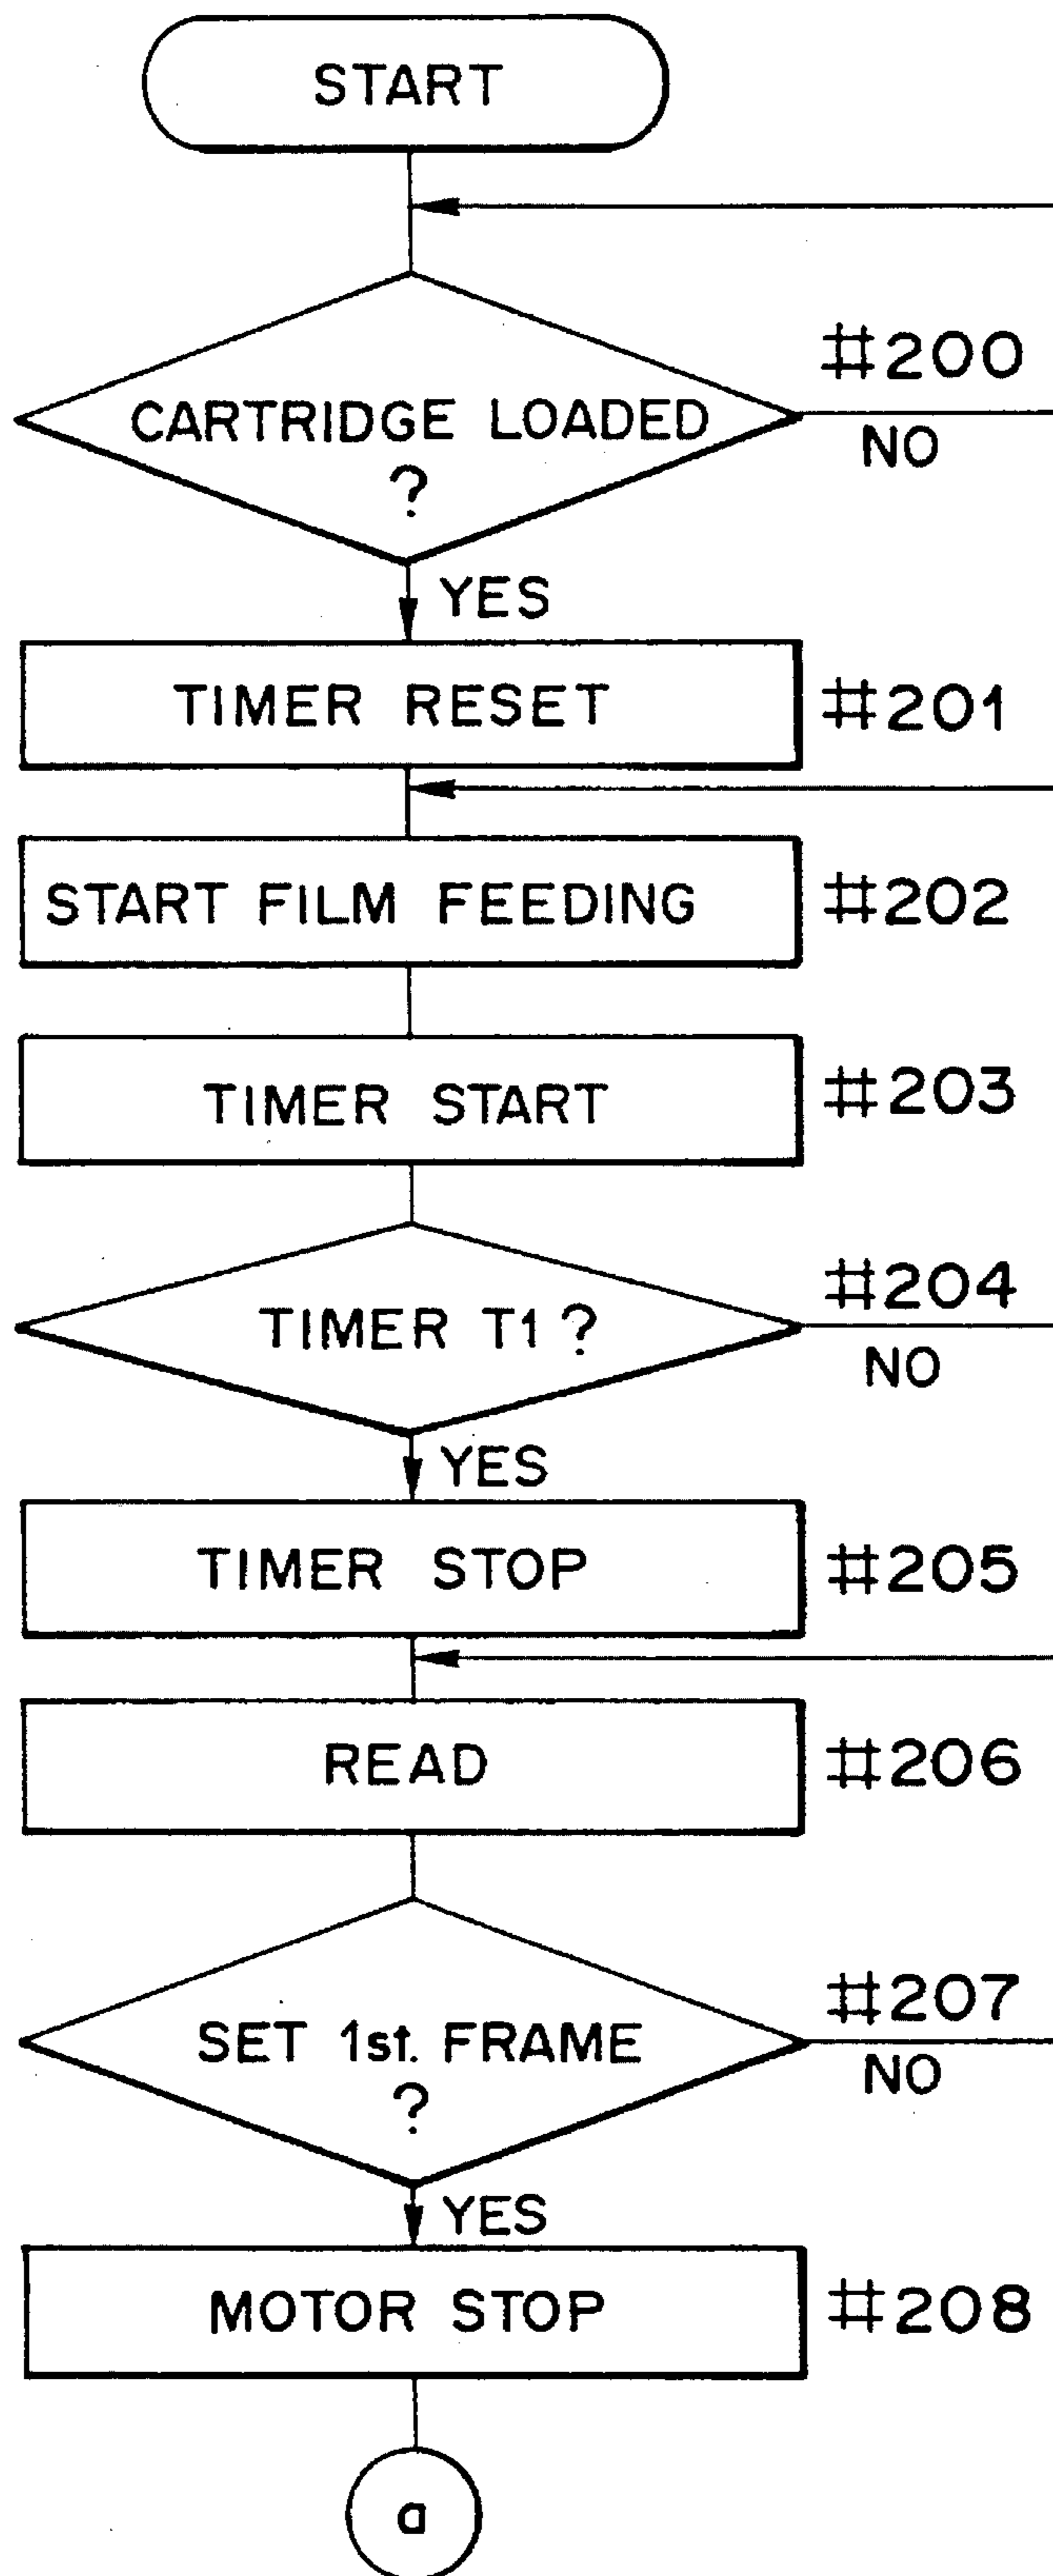 START
#200
CARTRIDGE LOADED
?
NO
YES
TIMER RESET #201
START FILM FEEDING #202
TIMER START #203
#204
TIMER T1 ?
NO
YES
TIMER STOP #205
READ #206
#207
SET 1st. FRAME
?
NO
YES
MOTOR STOP #208
a